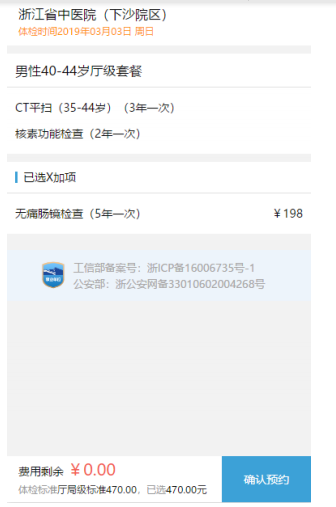 浙江省中医院（下沙院区）
体检时间2019年03月03日 周日
男性40-44岁厅级套餐
CT平扫（35-44岁）（3年一次）
核素功能检查（2年一次）
已选X加项
无痛肠镜检查（5年一次） ￥198
工信部备案号：浙ICP备16006735号-1
公安部：浙公安网备33010602004268号
费用剩余 ￥0.00
体检标准厅局级标准470.00，已选470.00元
确认预约